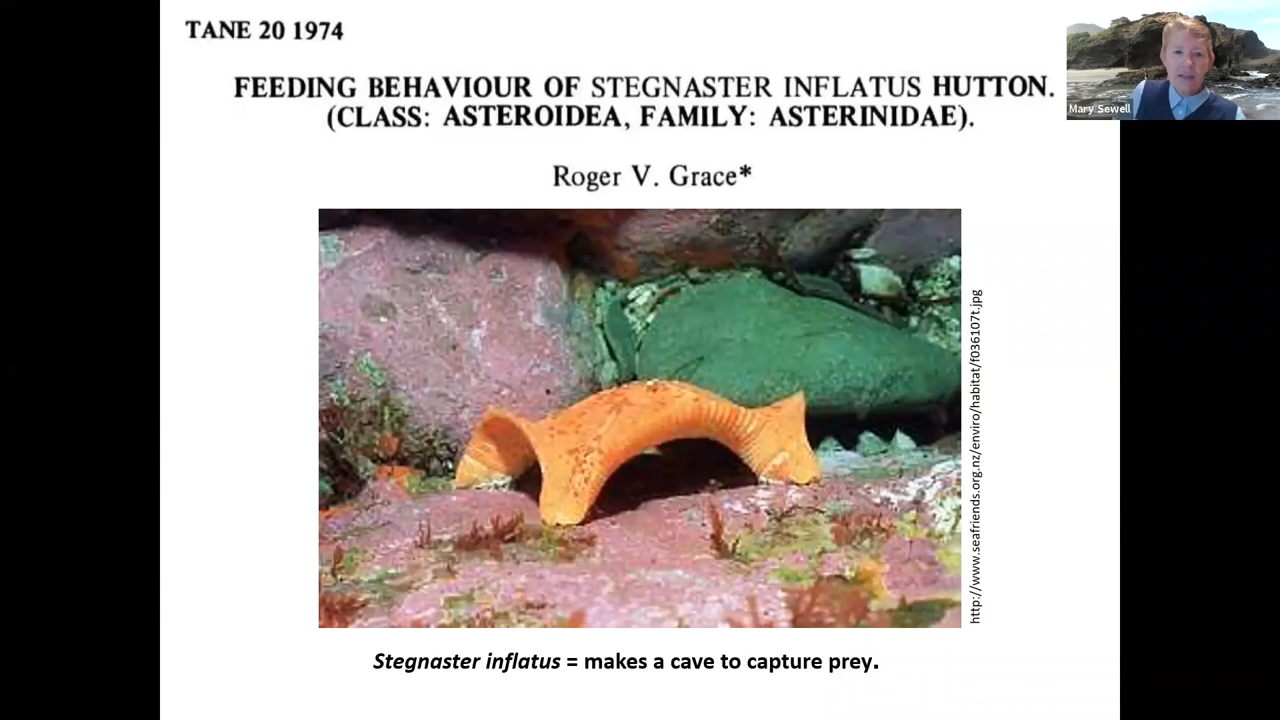 TANE 20 1974
FEEDING BEHAVIOUR OF STEGNASTER INFLATUS HUTTON.
(CLASS: ASTEROIDEA, FAMILY: ASTERINIDAE).
Roger V. Grace*
Mary Sewell
http://www.seafriends.org.nz/enviro/habitat/f036107t.jpg
Stegnaster inflatus = makes a cave to capture prey.